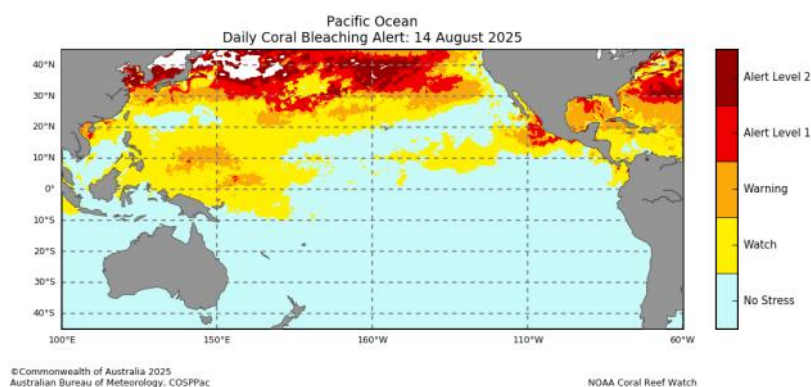 Pacific Ocean
Daily Coral Bleaching Alert: 14 August 2025
40°N
30°N
20°N
10°N
0°
10°S
20°S
30°S
40°S
100°E
150°E
160°W
110°W
60°W
Alert Level 2
Alert Level 1
Warning
Watch
No Stress
©Commonwealth of Australia 2025
Australian Bureau of Meteorology, COSPPac
NOAA Coral Reef Watch